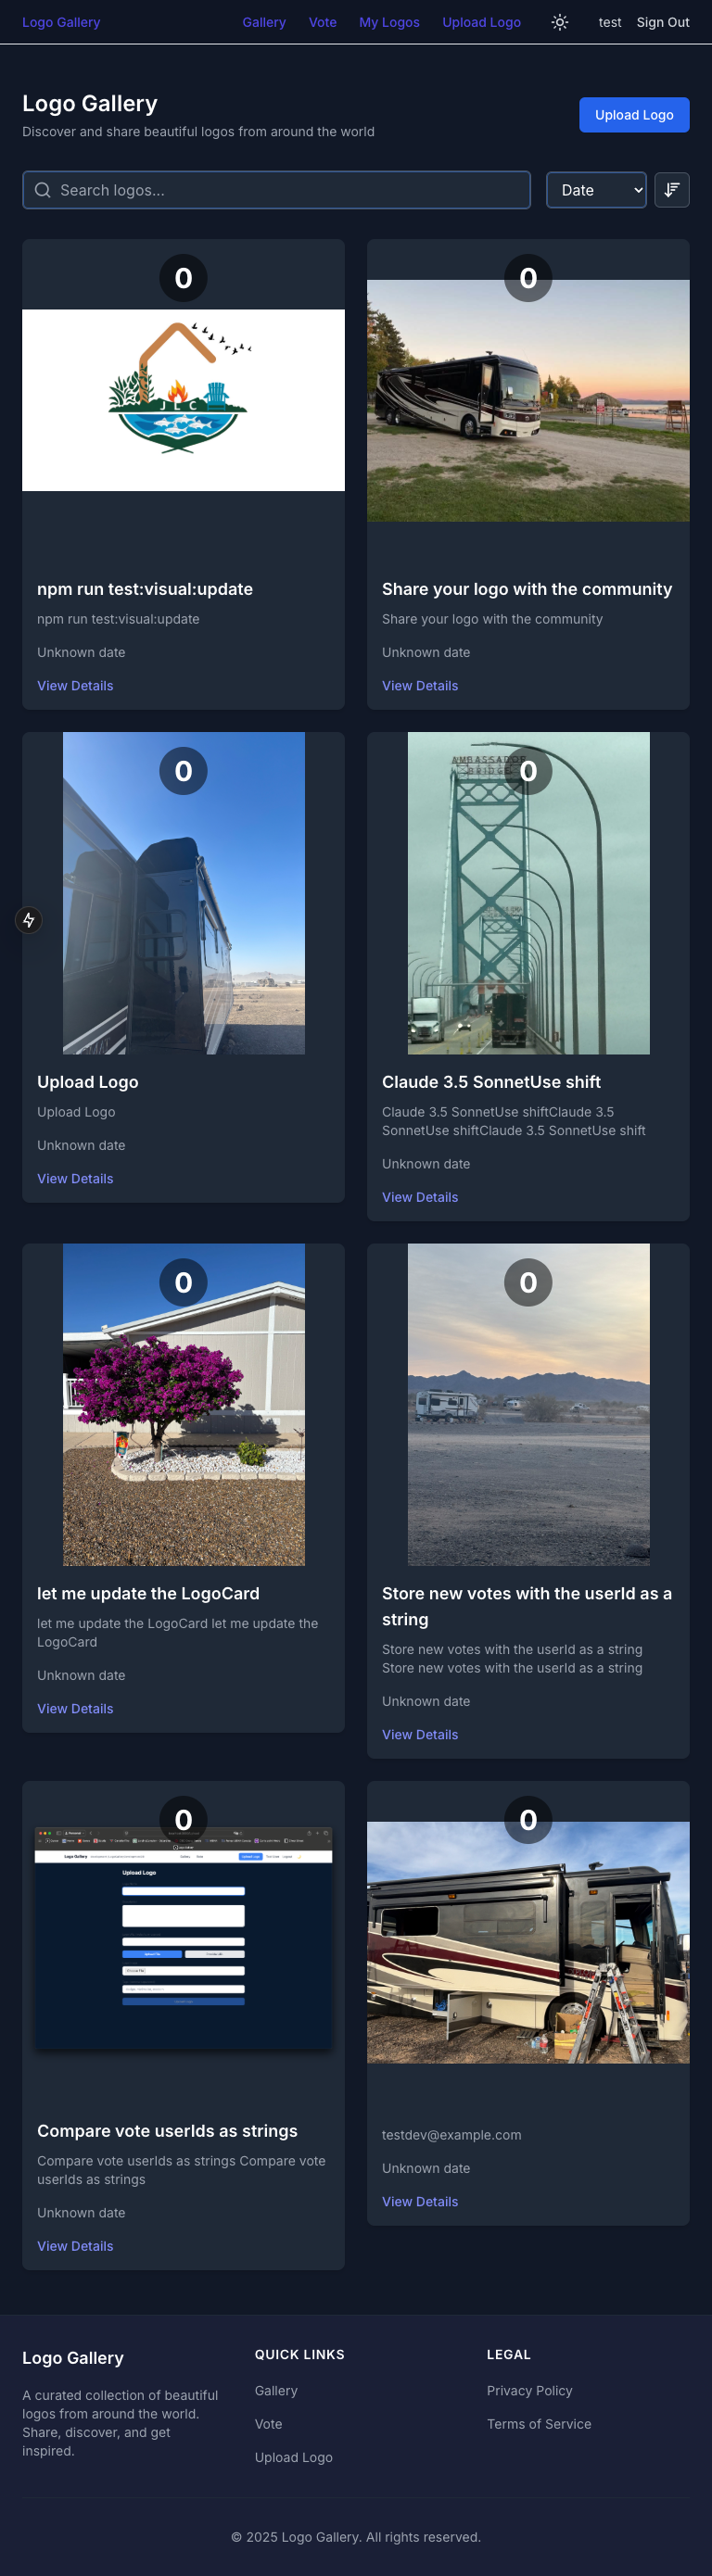 Logo Gallery
Gallery
Vote
My Logos
Upload Logo
test
Sign Out
Logo Gallery
Discover and share beautiful logos from around the world
Upload Logo
Search logos...
Date
0
0
JLC
npm run test:visual:update
npm run test:visual:update
Unknown date
View Details
Share your logo with the community
Share your logo with the community
Unknown date
View Details
0
0
AMBASSADOR
BRIDGE
Upload Logo
Upload Logo
Unknown date
View Details
Claude 3.5 SonnetUse shift
Claude 3.5 SonnetUse shiftClaude 3.5
SonnetUse shiftClaude 3.5 SonnetUse shift
Unknown date
View Details
0
0
let me update the LogoCard
let me update the LogoCard let me update the
LogoCard
Unknown date
View Details
Store new votes with the userId as a
string
Store new votes with the userId as a string
Store new votes with the userId as a string
Unknown date
View Details
0
0
Logo Gallery
Upload Logo
Compare vote userIds as strings
Compare vote userIds as strings Compare vote
userIds as strings
Unknown date
View Details
testdev@example.com
Unknown date
View Details
Logo Gallery
A curated collection of beautiful
logos from around the world.
Share, discover, and get
inspired.
QUICK LINKS
Gallery
Vote
Upload Logo
LEGAL
Privacy Policy
Terms of Service
© 2025 Logo Gallery. All rights reserved.